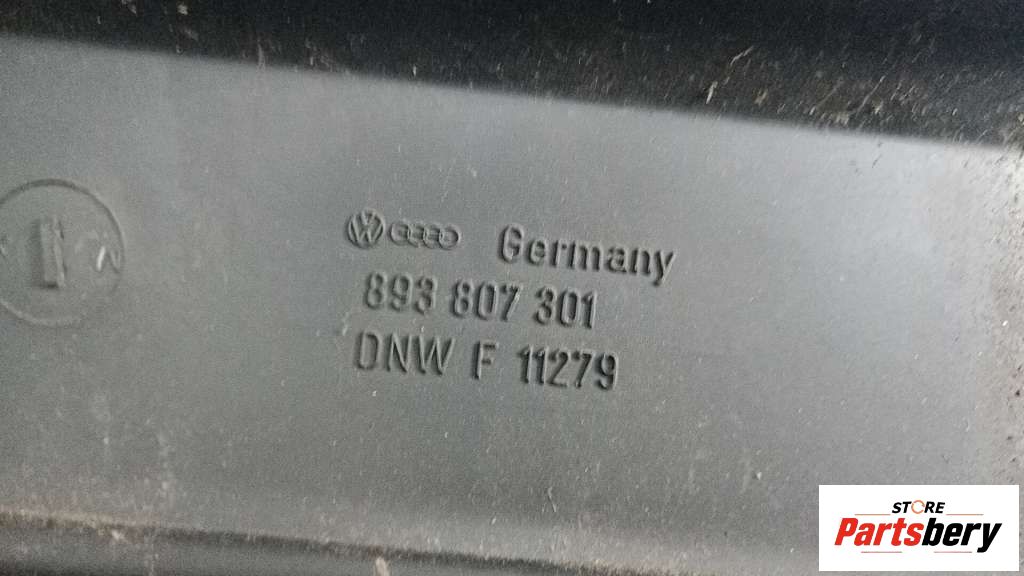 Germany
893 807 301
DNW F 11279
STORE
Partsbery